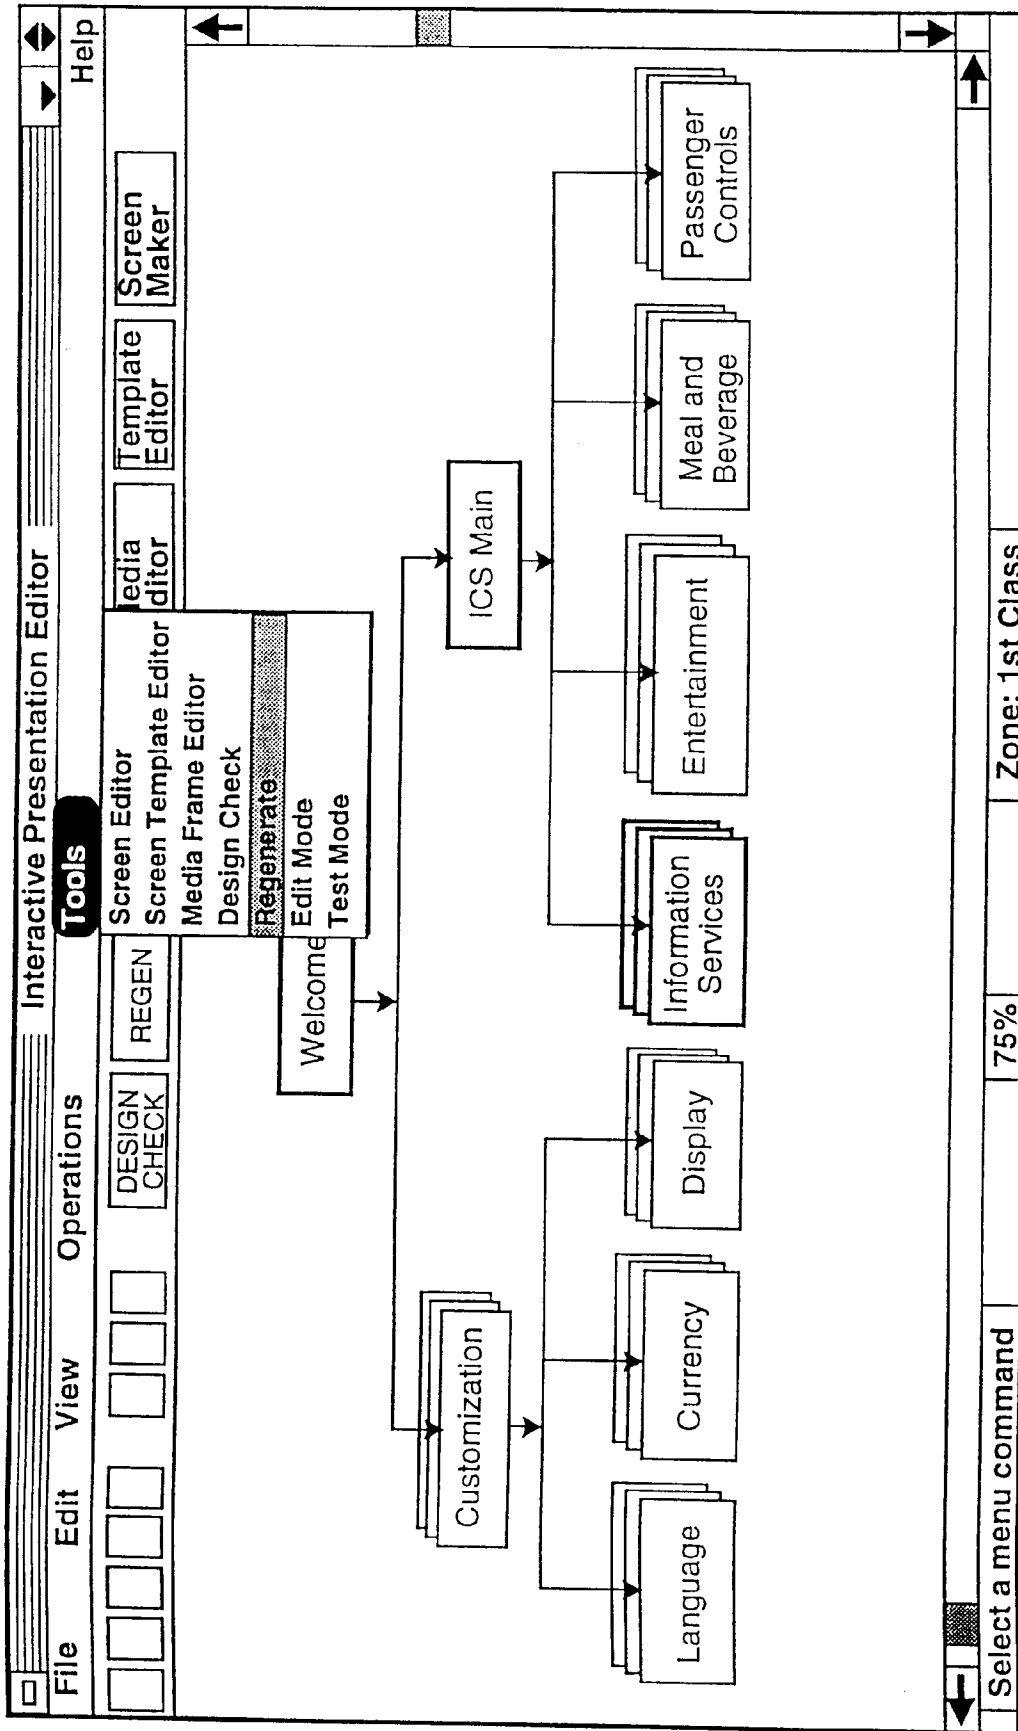 Interactive Presentation Editor
File Edit View Operations Tools Help
DESIGN
CHECK
REGEN
Template
Editor
Screen
Maker
Screen Editor
Screen Template Editor
Media Frame Editor
Design Check
Regenerate
Edit Mode
Test Mode
edia
ditor
Welcome
Customization
ICS Main
Language
Currency
Display
Information
Services
Entertainment
Meal and
Beverage
Passenger
Controls
Select a menu command
75%
Zone: 1st Class